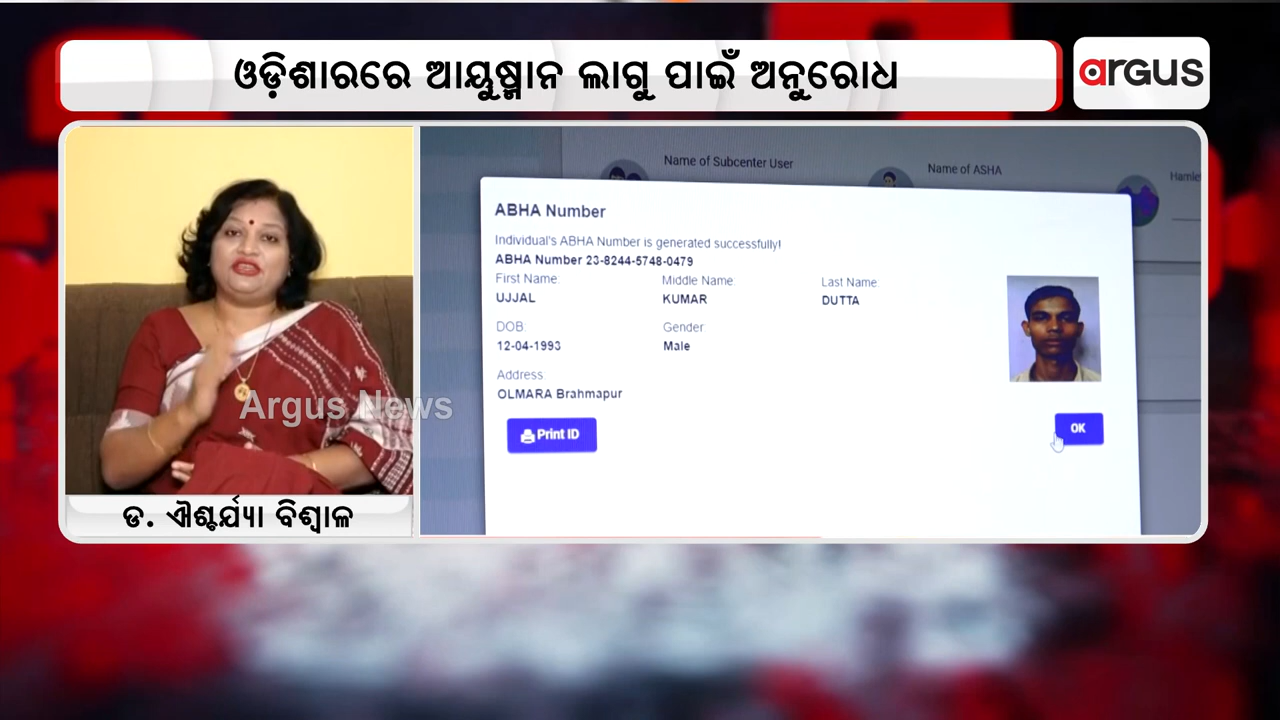 ଓଡ଼ିଶାରରେ ଆୟୁଷ୍ମାନ ଲାଗୁ ପାଇଁ ଅନୁରୋଧ
argus
Name of Subcenter User
Name of ASHA
Hamlet
ABHA Number
Individual's ABHA Number is generated successfully!
ABHA Number 23-8244-5748-0479
First Name: Middle Name: Last Name:
UJJAL KUMAR DUTTA
DOB: Gender:
12-04-1993 Male
Address:
OLMARA Brahmapur
Print ID
OK
Argus News
ଡ. ଐଶ୍ଚର୍ଯ୍ୟା ବିଶ୍ୱାଳ